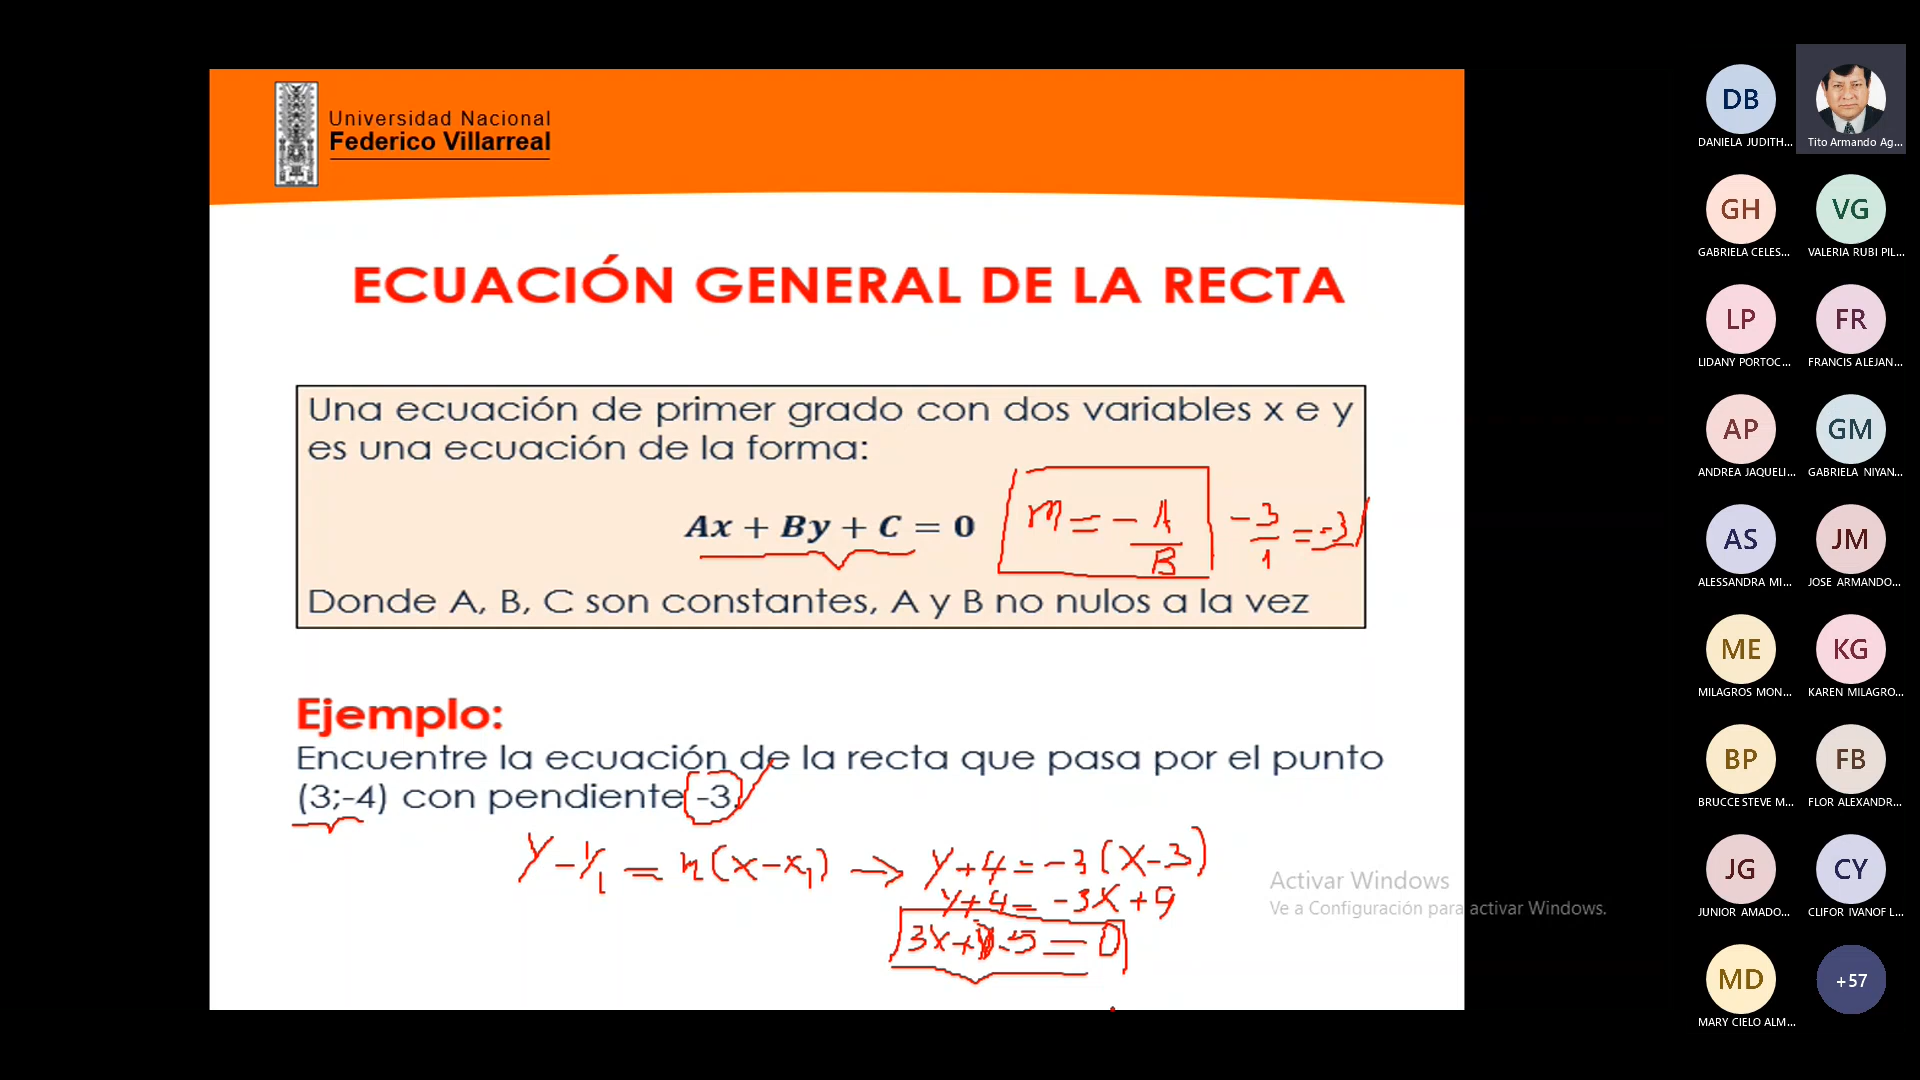 Universidad Nacional
Federico Villarreal
ECUACIÓN GENERAL DE LA RECTA
Una ecuación de primer grado con dos variables x e y
es una ecuación de la forma:
Ax + By + C = 0
m = - A/B
-3/1 = -3
Donde A, B, C son constantes, A y B no nulos a la vez
Ejemplo:
Encuentre la ecuación de la recta que pasa por el punto
(3;-4) con pendiente -3.
y - y₁ = m(x - x₁) → y + 4 = -3(x - 3)
y + 4 = -3x + 9
3x + y - 5 = 0
Activar Windows
Ve a Configuración para activar Windows.
DB
DANIELA JUDITH...
Tito Armando Ag...
GH
GABRIELA CELES...
VG
VALERIA RUBI PIL...
LP
LIDANY PORTOC...
FR
FRANCIS ALEJAN...
AP
ANDREA JAQUELI...
GM
GABRIELA NIYAN...
AS
ALESSANDRA MI...
JM
JOSE ARMANDO...
ME
MILAGROS MON...
KG
KAREN MILAGRO...
BP
BRUCCE STEVE M...
FB
FLOR ALEXANDR...
JG
JUNIOR AMADO...
CY
CLIFOR IVANOF L...
MD
MARY CIELO ALM...
+57